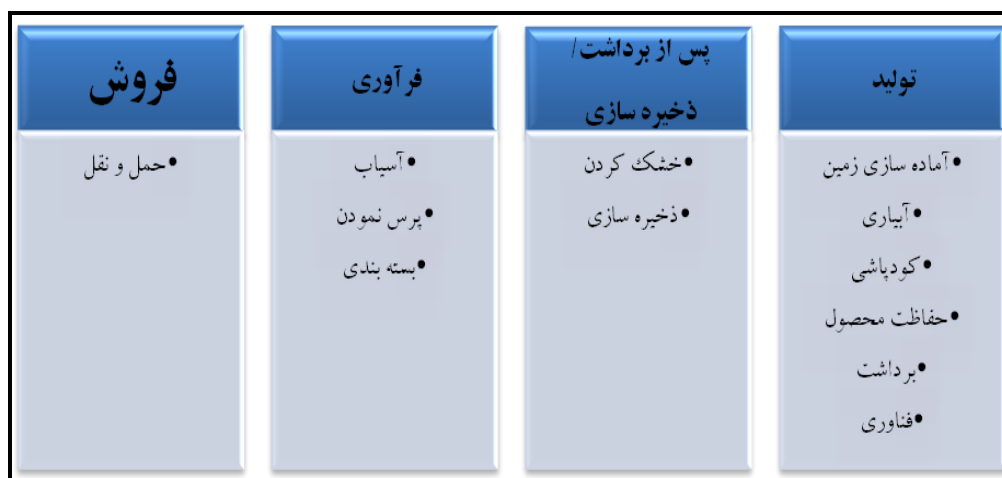 تولید
•آماده سازی زمین
•آبیاری
•کودپاشی
•حفاظت محصول
•برداشت
•فناوری
پس از برداشت/
ذخیره سازی
•خشک کردن
•ذخیره سازی
فرآوری
•آسیاب
•پرس نمودن
•بسته بندی
فروش
•حمل و نقل